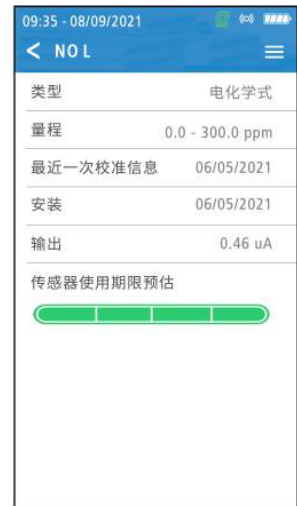 09:35 - 08/09/2021
< NO L
类型 电化学式
量程 0.0 - 300.0 ppm
最近一次校准信息 06/05/2021
安装 06/05/2021
输出 0.46 uA
传感器使用期限预估